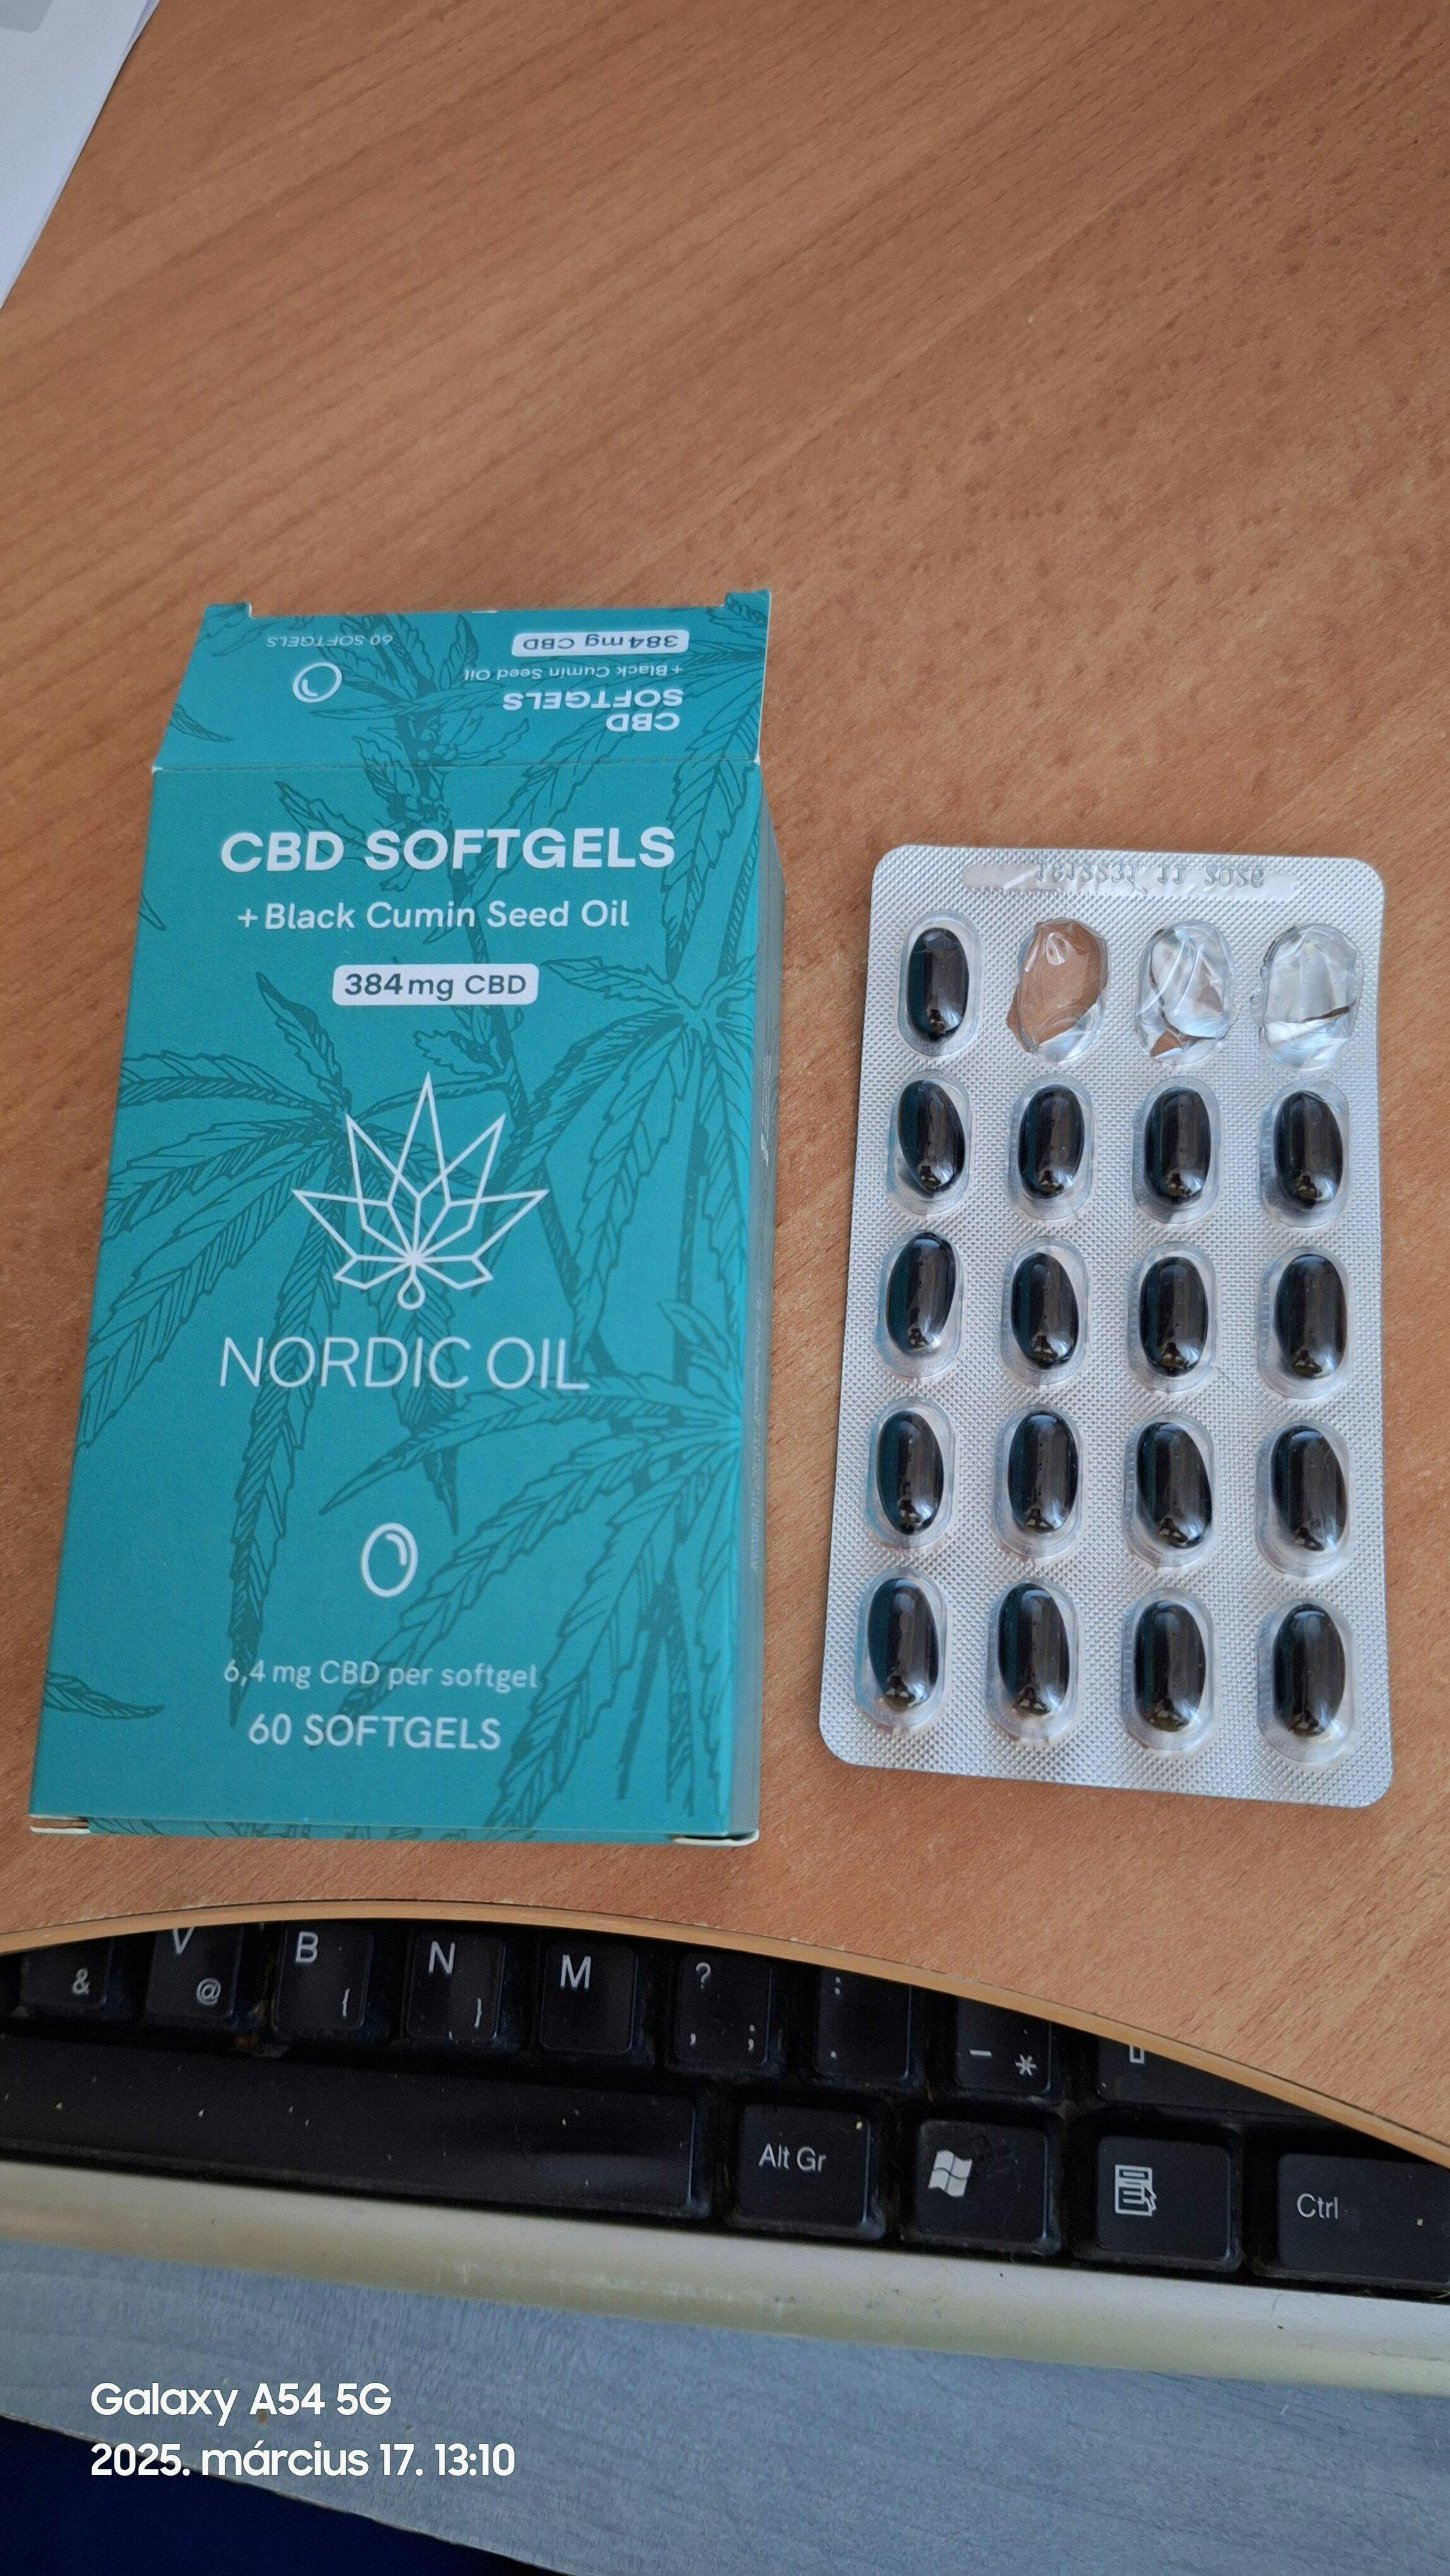 60 SOFTGELS
384mg CBD
+Black Cumin Seed Oil
CBD
SOFTGELS
CBD SOFTGELS
+Black Cumin Seed Oil
384mg CBD
NORDIC OIL
6,4 mg CBD per softgel
60 SOFTGELS
11 2026
V
B
N
M
?
:
&
@
{
}
,
;
.
–
*
Alt Gr
Ctrl
Galaxy A54 5G
2025. március 17. 13:10